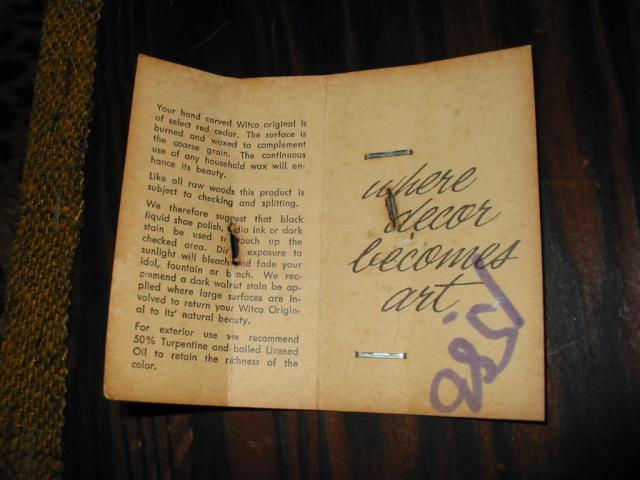 Your hand carved Witco original is
of select red cedar. The surface is
burned and waxed to complement
the coarse grain. The continuous
use of any household wax will en-
hance its beauty.
Like all raw woods this product is
subject to checking and splitting.
We therefore suggest that black
liquid shoe polish, India Ink or dark
stain be used to touch up the
checked area. Direct exposure to
sunlight will bleach and fade your
idol, fountain or bench. We rec-
ommend a dark walnut stain be ap-
plied where large surfaces are in-
volved to return your Witco Origin-
al to its' natural beauty.
For exterior use we recommend
50% Turpentine and boiled Linseed
Oil to retain the richness of the
color.
where
decor
becomes
art